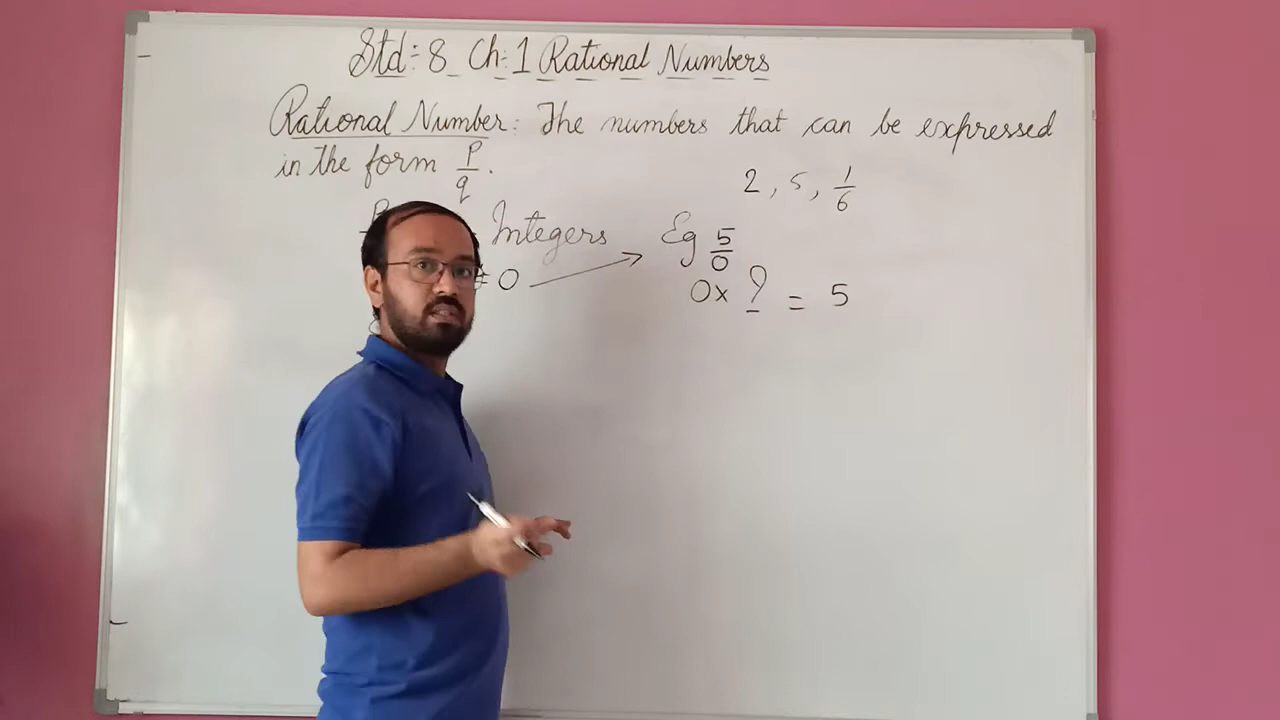 Std:- 8 Ch:- 1 Rational Numbers
Rational Number: The numbers that can be expressed
in the form p/q.
2, 5, 1/6
P Integers
≠ 0 → Eg 5/0
0x ? = 5